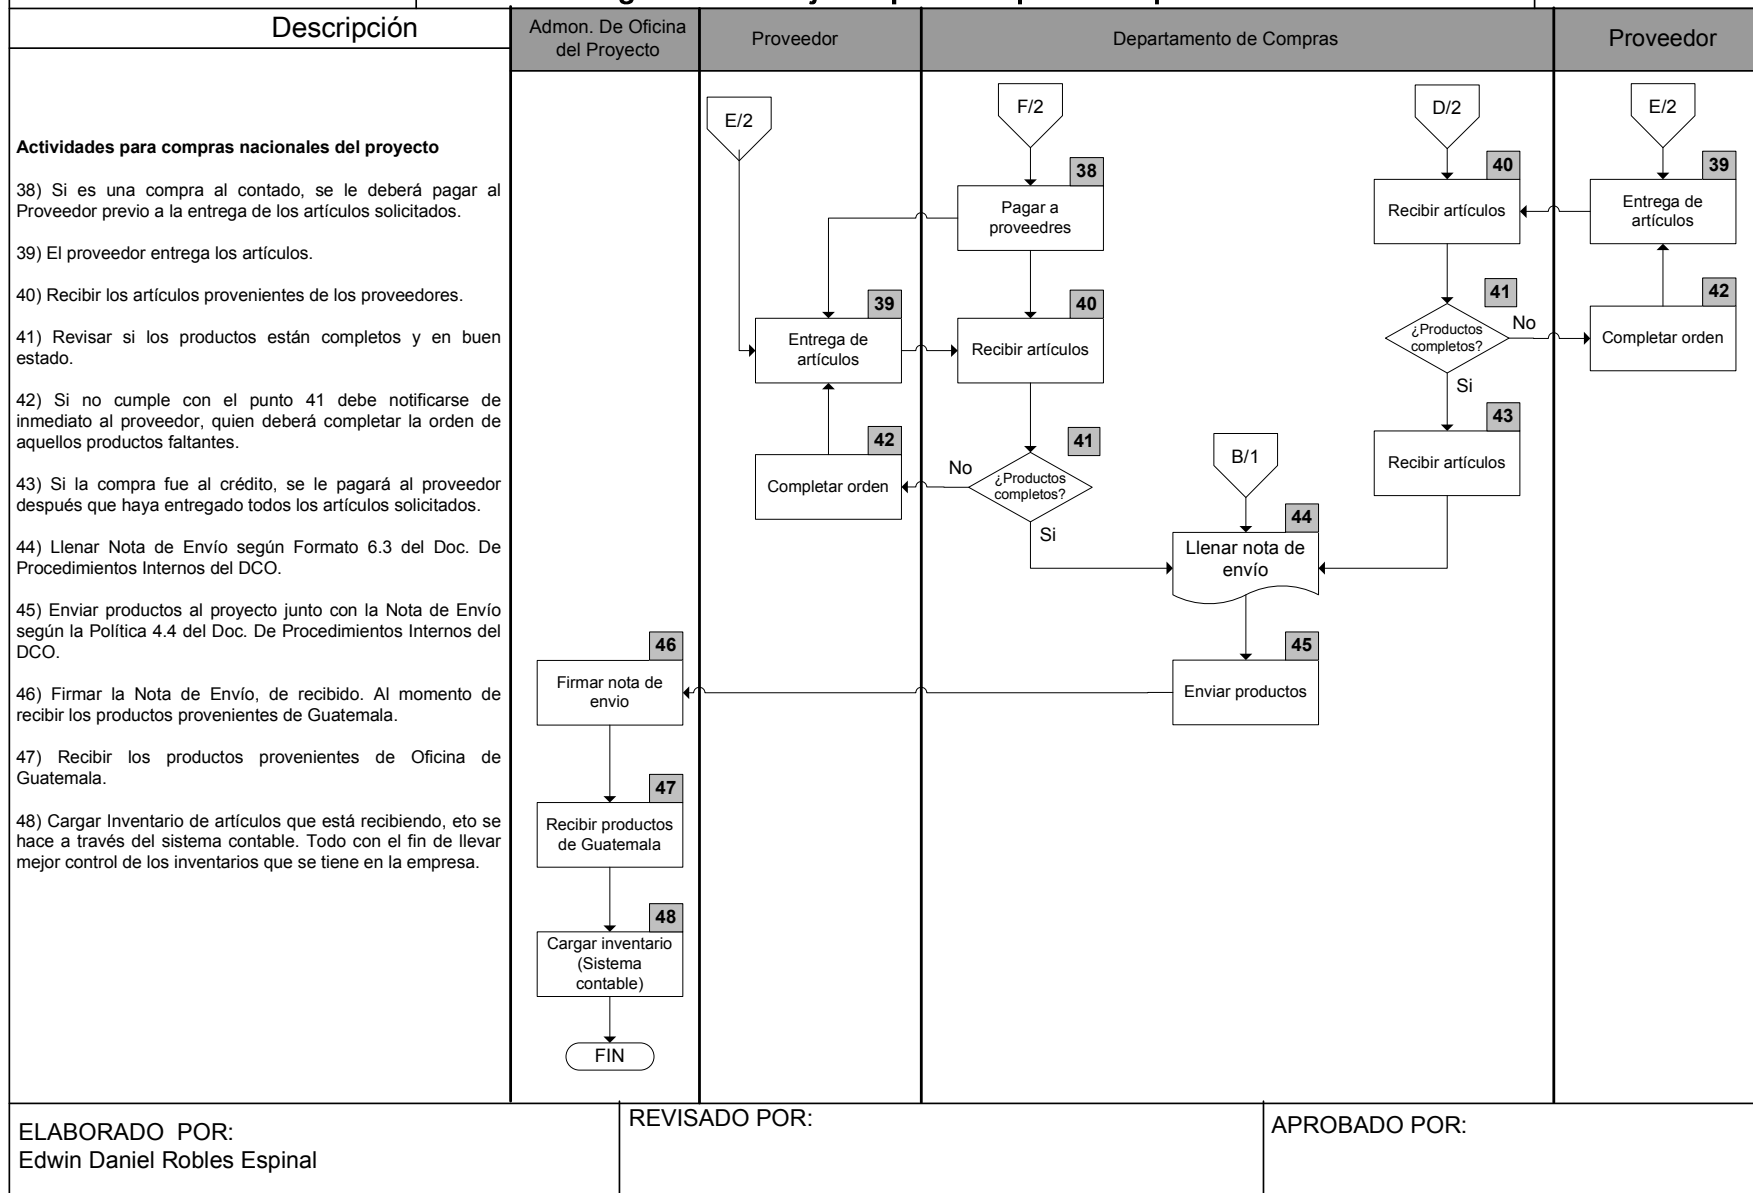 Descripción
Admon. De Oficina
del Proyecto
Proveedor
Departamento de Compras
Proveedor
Actividades para compras nacionales del proyecto
38) Si es una compra al contado, se le deberá pagar al
Proveedor previo a la entrega de los artículos solicitados.
39) El proveedor entrega los artículos.
40) Recibir los artículos provenientes de los proveedores.
41) Revisar si los productos están completos y en buen
estado.
42) Si no cumple con el punto 41 debe notificarse de
inmediato al proveedor, quien deberá completar la orden de
aquellos productos faltantes.
43) Si la compra fue al crédito, se le pagará al proveedor
después que haya entregado todos los artículos solicitados.
44) Llenar Nota de Envío según Formato 6.3 del Doc. De
Procedimientos Internos del DCO.
45) Enviar productos al proyecto junto con la Nota de Envío
según la Política 4.4 del Doc. De Procedimientos Internos del
DCO.
46) Firmar la Nota de Envío, de recibido. Al momento de
recibir los productos provenientes de Guatemala.
47) Recibir los productos provenientes de Oficina de
Guatemala.
48) Cargar Inventario de artículos que está recibiendo, eto se
hace a través del sistema contable. Todo con el fin de llevar
mejor control de los inventarios que se tiene en la empresa.
E/2
F/2
D/2
E/2
38
Pagar a
proveedres
40
Recibir artículos
39
Entrega de
artículos
39
Entrega de
artículos
40
Recibir artículos
41
¿Productos
completos?
No
Si
42
Completar orden
42
Completar orden
No
41
¿Productos
completos?
Si
43
Recibir artículos
B/1
44
Llenar nota de
envío
45
Enviar productos
46
Firmar nota de
envio
47
Recibir productos
de Guatemala
48
Cargar inventario
(Sistema
contable)
FIN
ELABORADO POR:
Edwin Daniel Robles Espinal
REVISADO POR:
APROBADO POR: